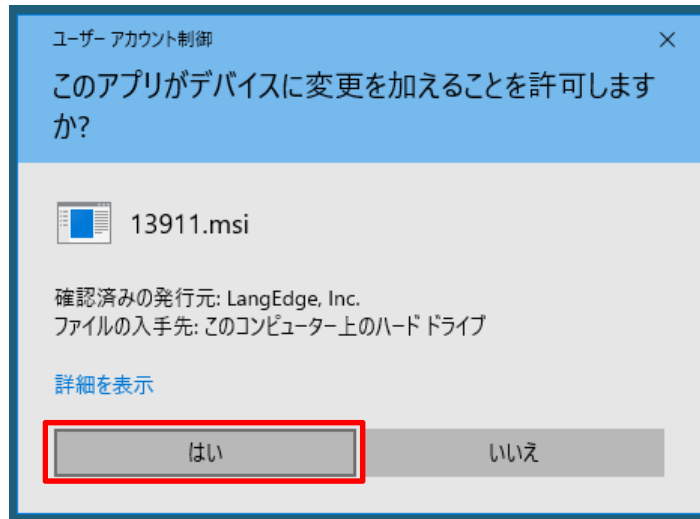 ユーザー アカウント制御
このアプリがデバイスに変更を加えることを許可します
か?
13911.msi
確認済みの発行元: LangEdge, Inc.
ファイルの入手先: このコンピューター上のハード ドライブ
詳細を表示
はい
いいえ